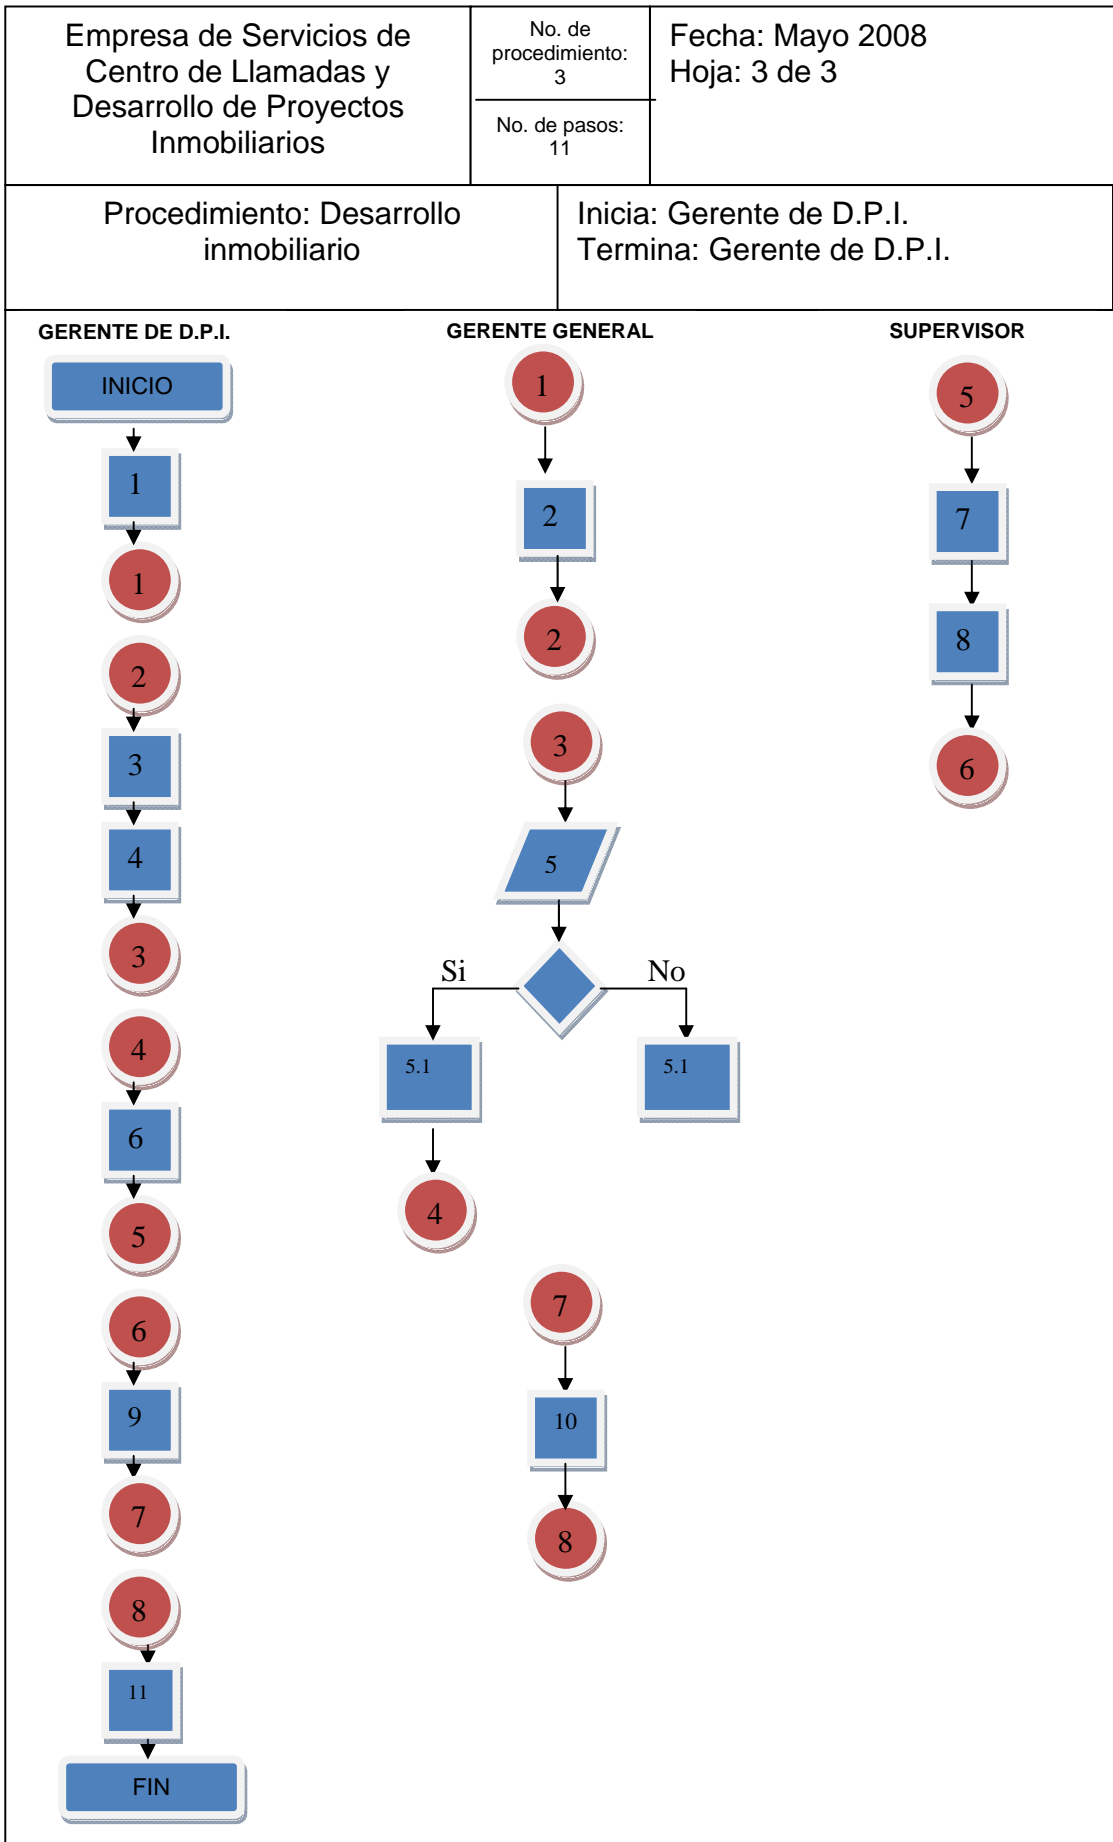 Empresa de Servicios de
Centro de Llamadas y
Desarrollo de Proyectos
Inmobiliarios
No. de
procedimiento:
3
No. de pasos:
11
Fecha: Mayo 2008
Hoja: 3 de 3
Procedimiento: Desarrollo
inmobiliario
Inicia: Gerente de D.P.I.
Termina: Gerente de D.P.I.
GERENTE DE D.P.I.
INICIO
1
1
2
3
4
3
4
6
5
6
9
7
8
11
FIN
GERENTE GENERAL
1
2
2
3
5
Si
No
5.1
5.1
4
7
10
8
SUPERVISOR
5
7
8
6